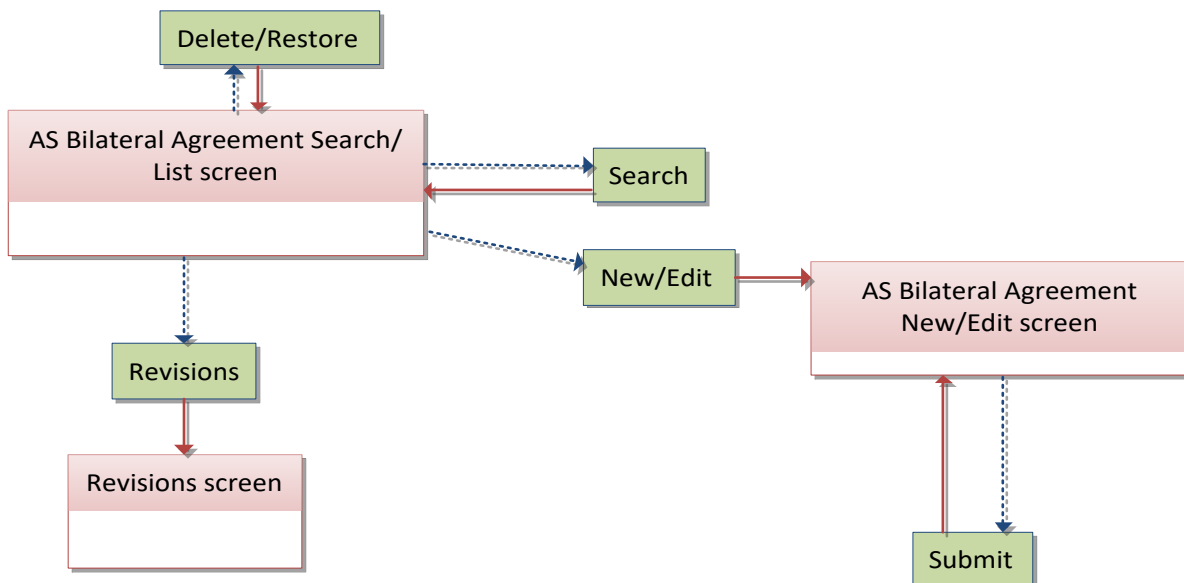 Delete/Restore
AS Bilateral Agreement Search/
List screen
Search
New/Edit
AS Bilateral Agreement
New/Edit screen
Revisions
Revisions screen
Submit